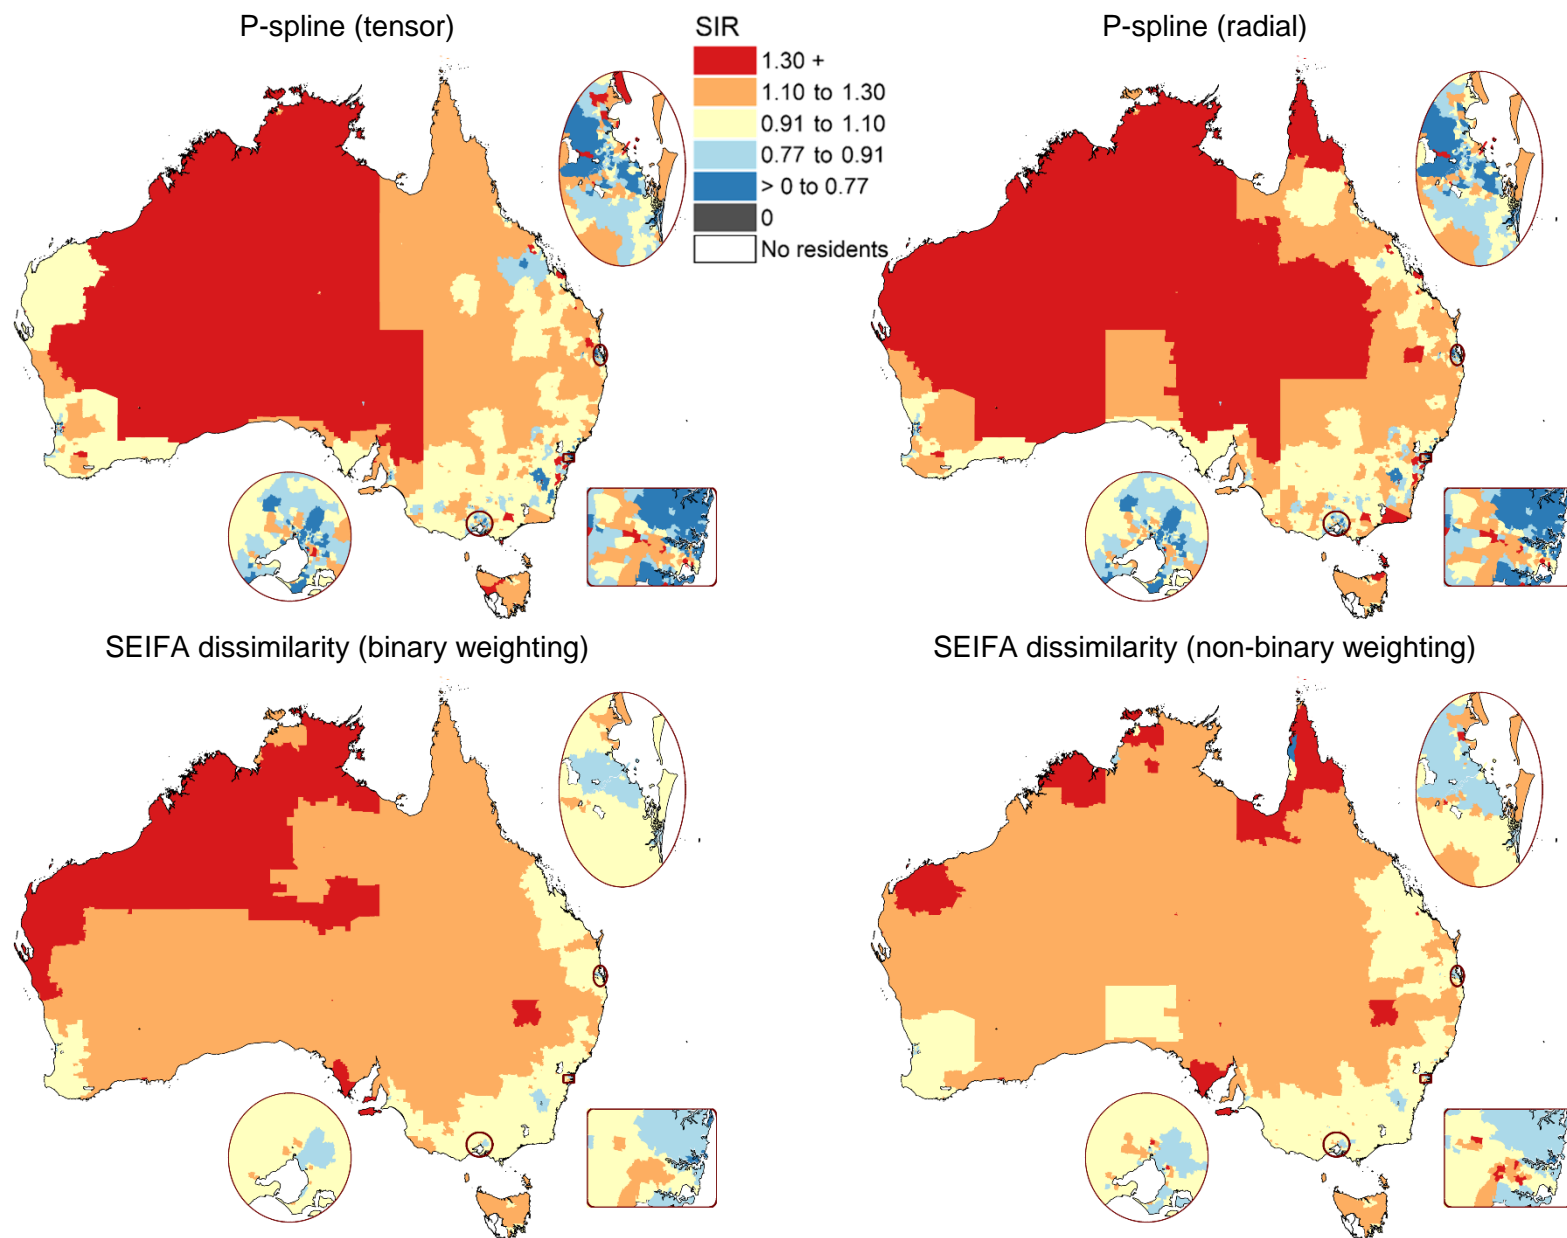 P-spline (tensor)
SIR
1.30 +
1.10 to 1.30
0.91 to 1.10
0.77 to 0.91
> 0 to 0.77
0
No residents
P-spline (radial)
SEIFA dissimilarity (binary weighting)
SEIFA dissimilarity (non-binary weighting)